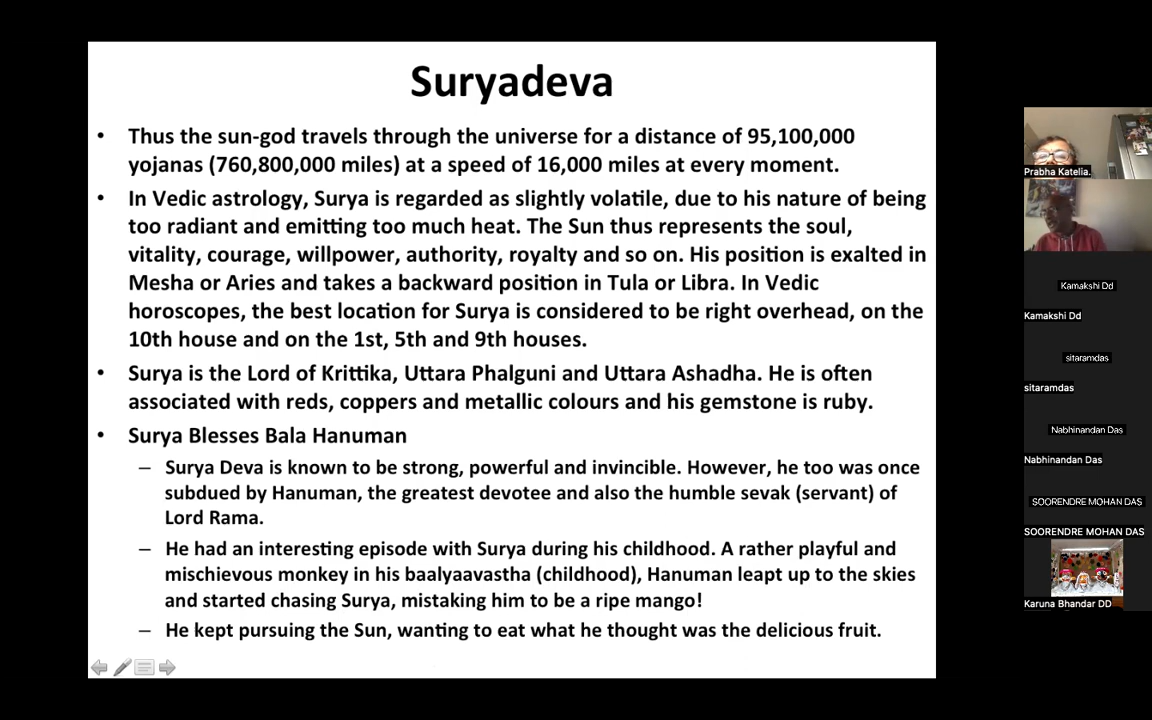 Suryadeva
• Thus the sun-god travels through the universe for a distance of 95,100,000
yojanas (760,800,000 miles) at a speed of 16,000 miles at every moment.
• In Vedic astrology, Surya is regarded as slightly volatile, due to his nature of being
too radiant and emitting too much heat. The Sun thus represents the soul,
vitality, courage, willpower, authority, royalty and so on. His position is exalted in
Mesha or Aries and takes a backward position in Tula or Libra. In Vedic
horoscopes, the best location for Surya is considered to be right overhead, on the
10th house and on the 1st, 5th and 9th houses.
• Surya is the Lord of Krittika, Uttara Phalguni and Uttara Ashadha. He is often
associated with reds, coppers and metallic colours and his gemstone is ruby.
• Surya Blesses Bala Hanuman
– Surya Deva is known to be strong, powerful and invincible. However, he too was once
subdued by Hanuman, the greatest devotee and also the humble sevak (servant) of
Lord Rama.
– He had an interesting episode with Surya during his childhood. A rather playful and
mischievous monkey in his baalyaavastha (childhood), Hanuman leapt up to the skies
and started chasing Surya, mistaking him to be a ripe mango!
– He kept pursuing the Sun, wanting to eat what he thought was the delicious fruit.
Prabha Katelia.
Kamakshi Dd
Kamakshi Dd
sitaramdas
sitaramdas
Nabhinandan Das
Nabhinandan Das
SOORENDRE MOHAN DAS
SOORENDRE MOHAN DAS
Karuna Bhandar DD